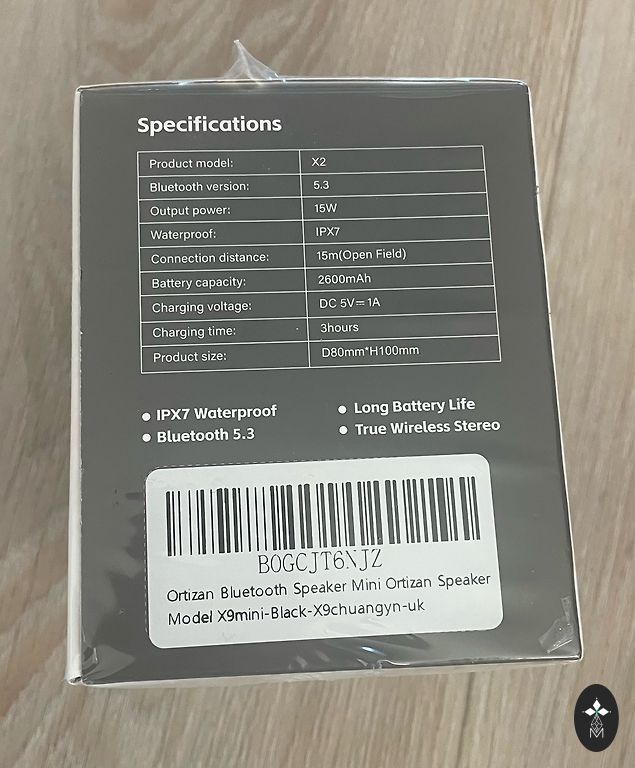 Specifications
Product model: X2
Bluetooth version: 5.3
Output power: 15W
Waterproof: IPX7
Connection distance: 15m(Open Field)
Battery capacity: 2600mAh
Charging voltage: DC 5V⎓1A
Charging time: 3hours
Product size: D80mm*H100mm
● IPX7 Waterproof ● Long Battery Life
● Bluetooth 5.3 ● True Wireless Stereo
B0GCJT6NJZ
Ortizan Bluetooth Speaker Mini Ortizan Speaker
Model X9mini-Black-X9chuangyn-uk
M